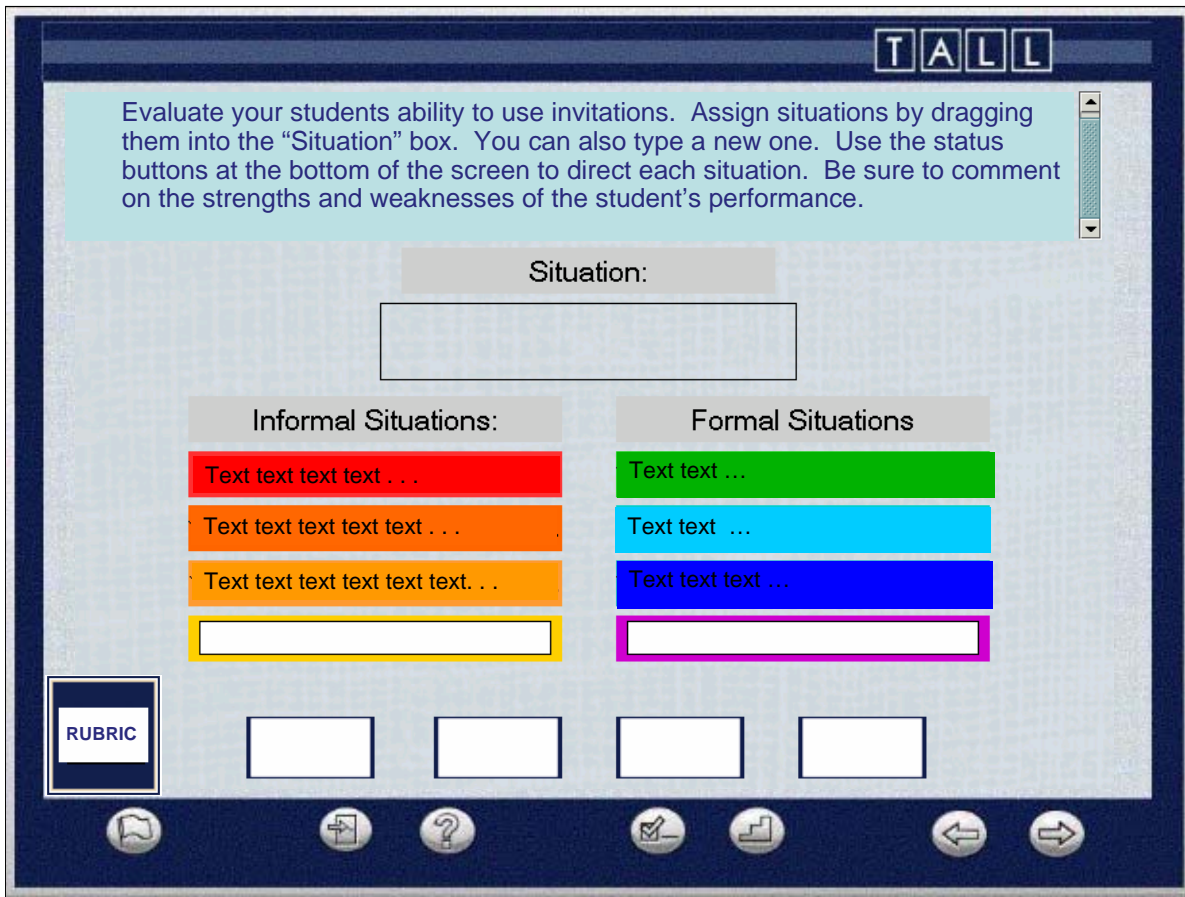 TALL
Evaluate your students ability to use invitations.  Assign situations by dragging
them into the “Situation” box.  You can also type a new one.  Use the status
buttons at the bottom of the screen to direct each situation.  Be sure to comment
on the strengths and weaknesses of the student’s performance.
Situation:
Informal Situations:
Formal Situations
Text text text text . . .
Text text …
Text text text text text . . .
Text text  …
Text text text text text text. . .
Text text text …
RUBRIC
?